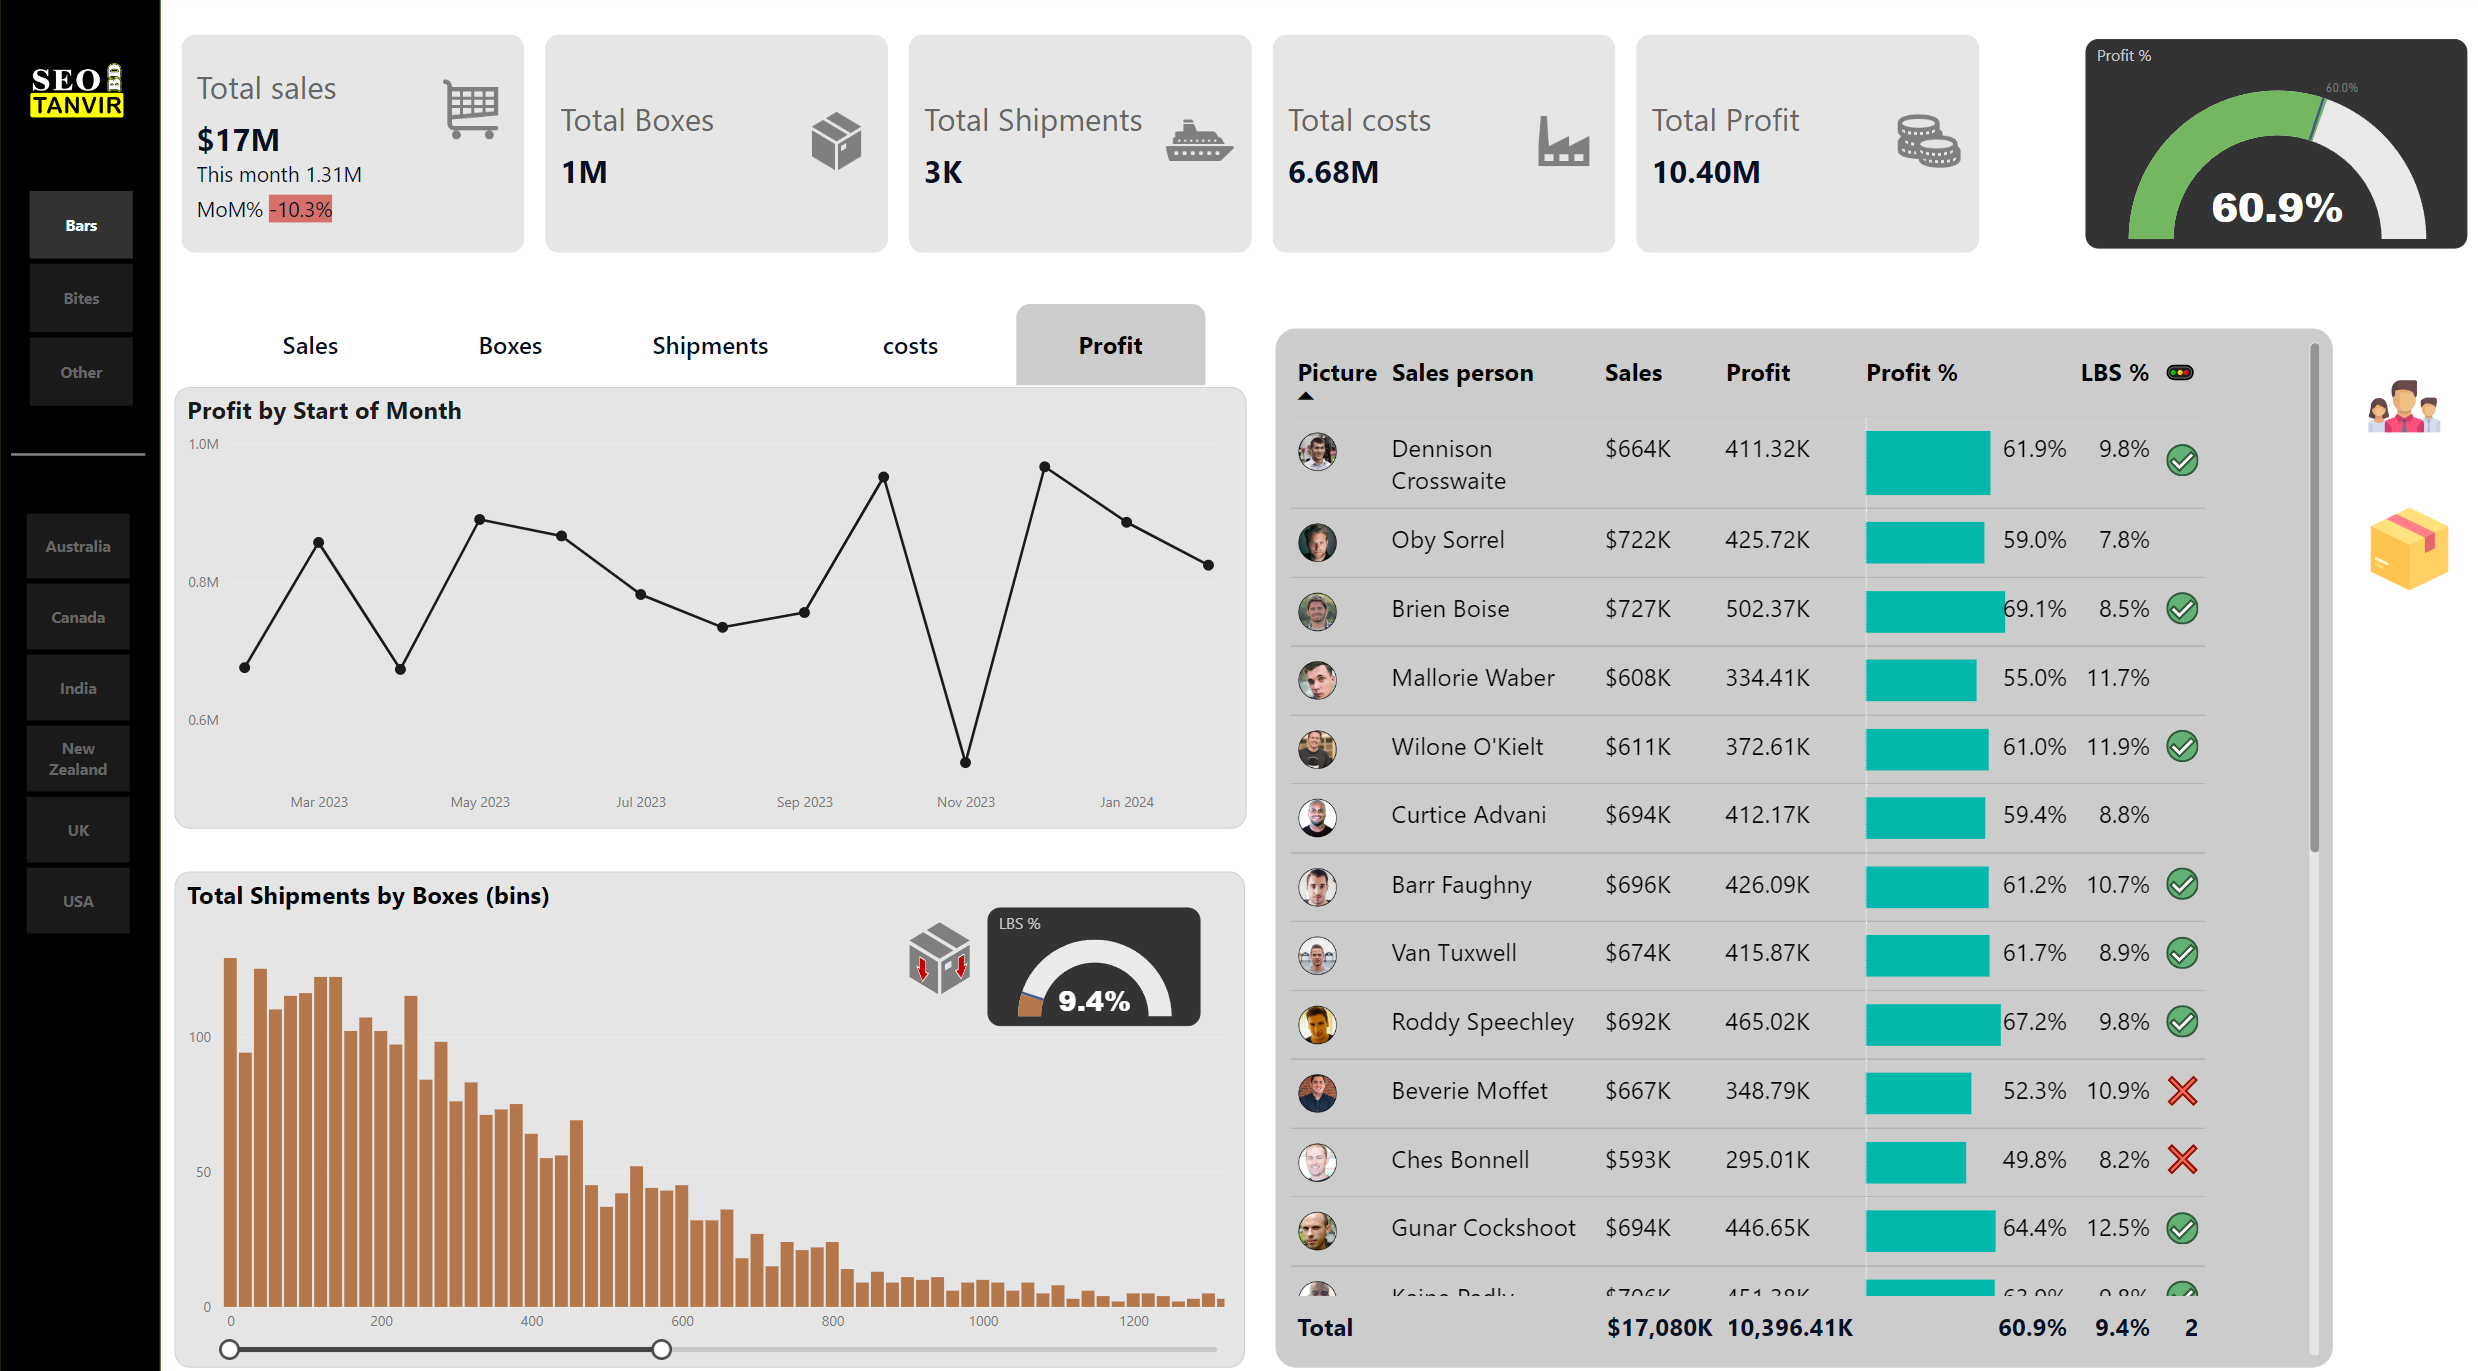 SEO
BD
TANVIR
Bars
Bites
Other
Australia
Canada
India
New
Zealand
UK
USA
Total sales
$17M
This month 1.31M
MoM% -10.3%
Total Boxes
1M
Total Shipments
3K
Total costs
6.68M
Total Profit
10.40M
Profit %
60.0%
60.9%
Sales Boxes Shipments costs Profit
Profit by Start of Month
1.0M
0.8M
0.6M
Mar 2023 May 2023 Jul 2023 Sep 2023 Nov 2023 Jan 2024
Total Shipments by Boxes (bins)
LBS %
9.4%
100
50
0
0 200 400 600 800 1000 1200
Picture Sales person Sales Profit Profit % LBS %
Dennison $664K 411.32K 61.9% 9.8%
Crosswaite
Oby Sorrel $722K 425.72K 59.0% 7.8%
Brien Boise $727K 502.37K 69.1% 8.5%
Mallorie Waber $608K 334.41K 55.0% 11.7%
Wilone O'Kielt $611K 372.61K 61.0% 11.9%
Curtice Advani $694K 412.17K 59.4% 8.8%
Barr Faughny $696K 426.09K 61.2% 10.7%
Van Tuxwell $674K 415.87K 61.7% 8.9%
Roddy Speechley $692K 465.02K 67.2% 9.8%
Beverie Moffet $667K 348.79K 52.3% 10.9%
Ches Bonnell $593K 295.01K 49.8% 8.2%
Gunar Cockshoot $694K 446.65K 64.4% 12.5%
Total $17,080K 10,396.41K 60.9% 9.4% 2